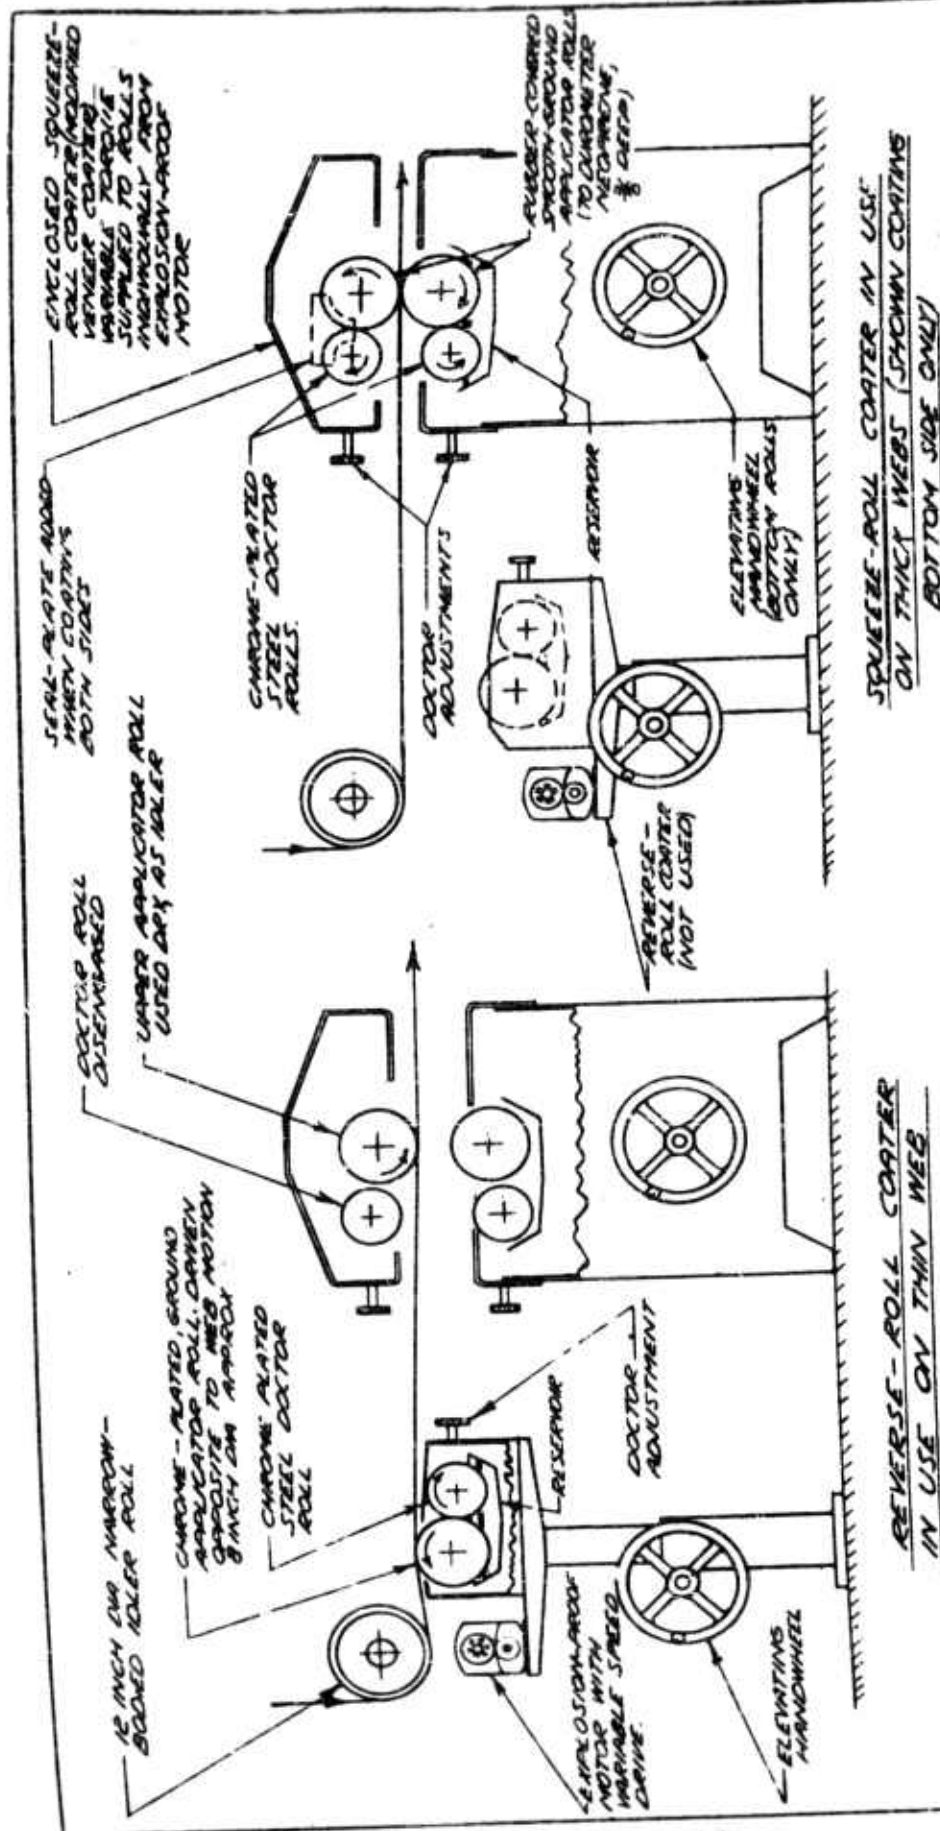 12 INCH DIA NARROW-
BODIED IDLER ROLL
CHROME-PLATED, GROUND
APPLICATOR ROLL. DRIVEN
OPPOSITE TO WEB MOTION
8 INCH DIA APPROX
CHROME PLATED
STEEL DOCTOR
ROLL
DOCTOR ROLL
DISENGAGED
UPPER APPLICATOR ROLL
USED DRY, AS IDLER
EXPLOSION-PROOF
MOTOR WITH
VARIABLE SPEED
DRIVE.
RESERVOIR
DOCTOR
ADJUSTMENT
ELEVATING
HANDWHEEL
REVERSE-ROLL COATER
IN USE ON THIN WEB
SEAL-PLATE ADDED
WHEN COATING
BOTH SIDES
ENCLOSED SQUEEZE-
ROLL COATER (MODIFIED
VENEER COATER)
VARIABLE TORQUE
SUPPLIED TO ROLLS
INDIVIDUALLY FROM
EXPLOSION-PROOF
MOTOR
CHROME-PLATED
STEEL DOCTOR
ROLLS.
DOCTOR
ADJUSTMENTS
RUBBER-COVERED
SMOOTH-GROUND
APPLICATOR ROLLS
(70 DUROMETER
NEOPRENE,
DEEP)
RESERVOIR
REVERSE-
ROLL COATER
(NOT USED)
ELEVATING
HANDWHEEL
(BOTTOM ROLLS
ONLY)
SQUEEZE-ROLL COATER IN USE
ON THICK WEBS (SHOWN COATING
BOTTOM SIDE ONLY)